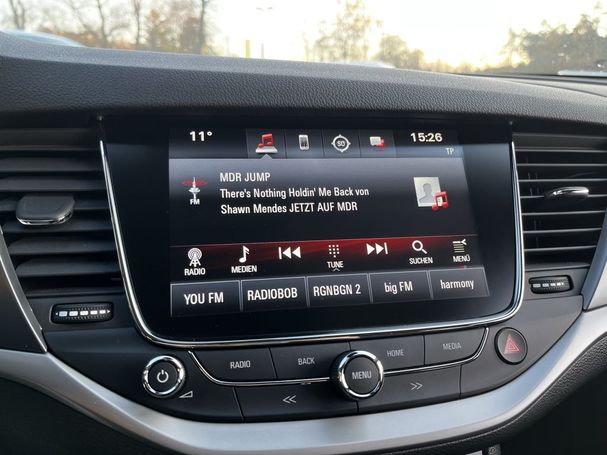 11°
15:26
TP
MDR JUMP
There's Nothing Holdin' Me Back von
Shawn Mendes JETZT AUF MDR
FM
RADIO
MEDIEN
TUNE
SUCHEN
MENÜ
YOU FM
RADIOBOB
RGNBGN 2
big FM
harmony
RADIO
BACK
HOME
MEDIA
MENU